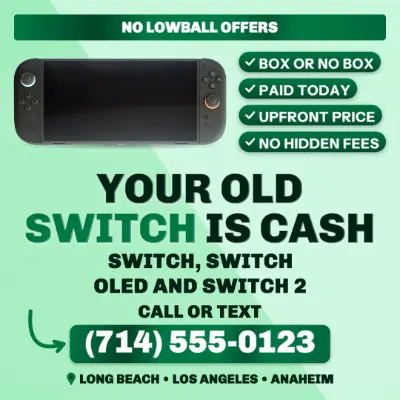 NO LOWBALL OFFERS
BOX OR NO BOX
PAID TODAY
UPFRONT PRICE
NO HIDDEN FEES
YOUR OLD
SWITCH IS CASH
SWITCH, SWITCH
OLED AND SWITCH 2
CALL OR TEXT
(714) 555-0123
LONG BEACH • LOS ANGELES • ANAHEIM